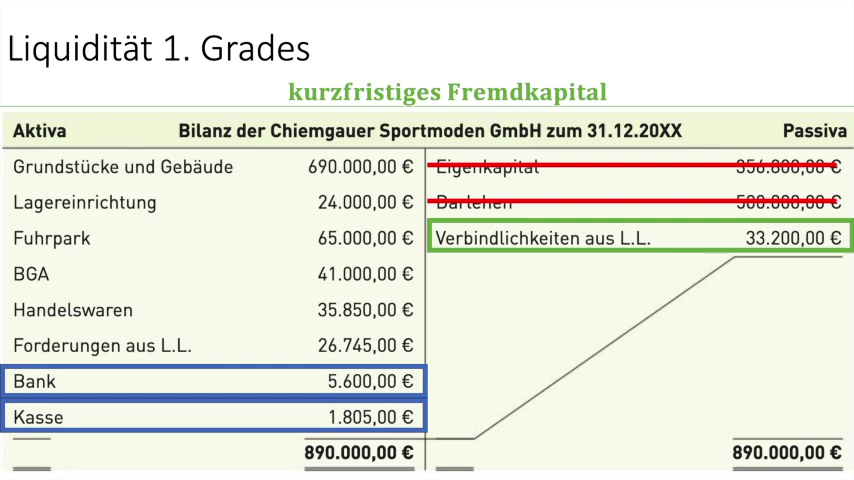 Liquidität 1. Grades
kurzfristiges Fremdkapital
Aktiva Bilanz der Chiemgauer Sportmoden GmbH zum 31.12.20XX Passiva
Grundstücke und Gebäude 690.000,00 € Eigenkapital 356.800,00 €
Lagereinrichtung 24.000,00 € Darlehen 500.000,00 €
Fuhrpark 65.000,00 € Verbindlichkeiten aus L.L. 33.200,00 €
BGA 41.000,00 €
Handelswaren 35.850,00 €
Forderungen aus L.L. 26.745,00 €
Bank 5.600,00 €
Kasse 1.805,00 €
890.000,00 € 890.000,00 €